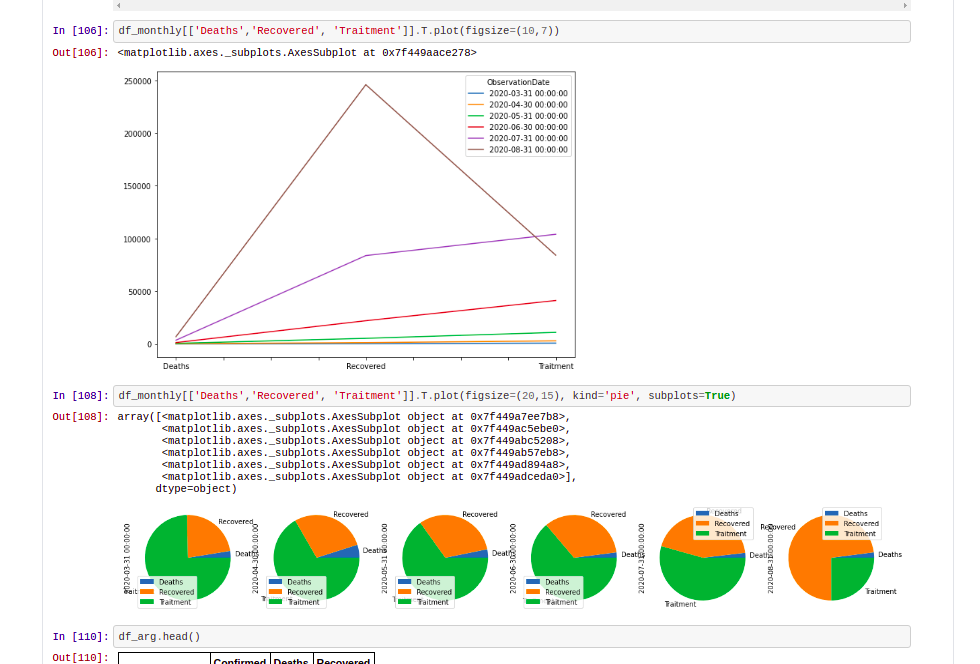 In [106]: df_monthly[['Deaths','Recovered', 'Traitment']].T.plot(figsize=(10,7))
Out[106]: <matplotlib.axes._subplots.AxesSubplot at 0x7f449aace278>
ObservationDate
2020-03-31 00:00:00
2020-04-30 00:00:00
2020-05-31 00:00:00
2020-06-30 00:00:00
2020-07-31 00:00:00
2020-08-31 00:00:00
250000
200000
150000
100000
50000
0
Deaths Recovered Traitment
In [108]: df_monthly[['Deaths','Recovered', 'Traitment']].T.plot(figsize=(20,15), kind='pie', subplots=True)
Out[108]: array([<matplotlib.axes._subplots.AxesSubplot object at 0x7f449a7ee7b8>,
<matplotlib.axes._subplots.AxesSubplot object at 0x7f449ac5ebe0>,
<matplotlib.axes._subplots.AxesSubplot object at 0x7f449abc5208>,
<matplotlib.axes._subplots.AxesSubplot object at 0x7f449ab57eb8>,
<matplotlib.axes._subplots.AxesSubplot object at 0x7f449ad894a8>,
<matplotlib.axes._subplots.AxesSubplot object at 0x7f449adceda0>],
dtype=object)
2020-03-31 00:00:00
Recovered
Deaths
Deaths
Recovered
Traitment
2020-04-30 00:00:00
Recovered
Deaths
Deaths
Recovered
Traitment
2020-05-31 00:00:00
Recovered
Deaths
Deaths
Recovered
Traitment
2020-06-30 00:00:00
Recovered
Deaths
Deaths
Recovered
Traitment
2020-07-31 00:00:00
Deaths
Recovered
Traitment
Deaths
Traitment
2020-08-31 00:00:00
Recovered
Deaths
Recovered
Traitment
Deaths
Traitment
In [110]: df_arg.head()
Out[110]:
Confirmed Deaths Recovered